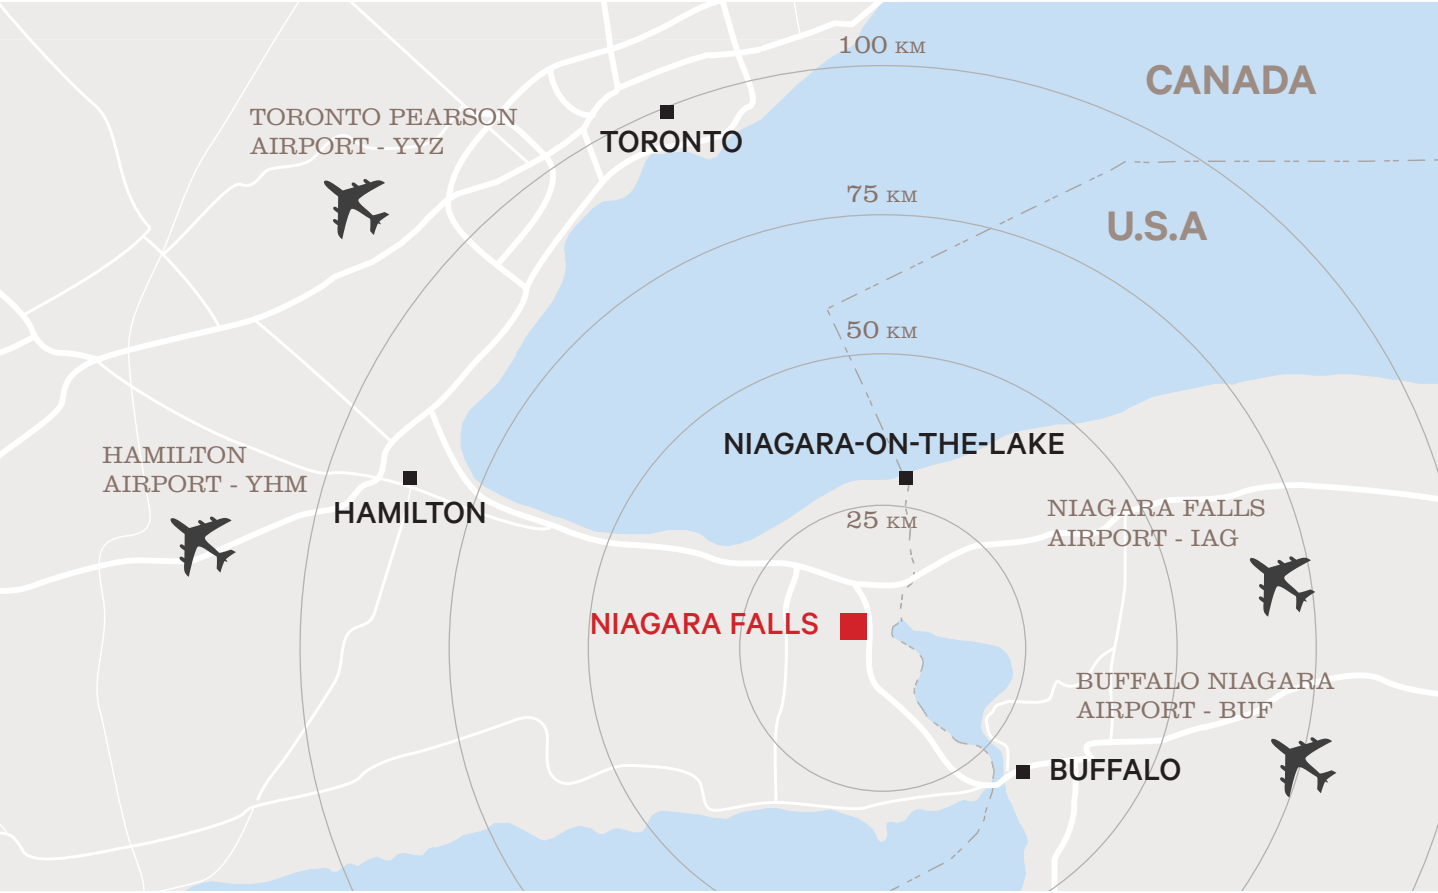 100 KM
CANADA
TORONTO PEARSON
AIRPORT - YYZ
TORONTO
75 KM
U.S.A
50 KM
NIAGARA-ON-THE-LAKE
HAMILTON
AIRPORT - YHM
HAMILTON
25 KM
NIAGARA FALLS
AIRPORT - IAG
NIAGARA FALLS
BUFFALO NIAGARA
AIRPORT - BUF
BUFFALO